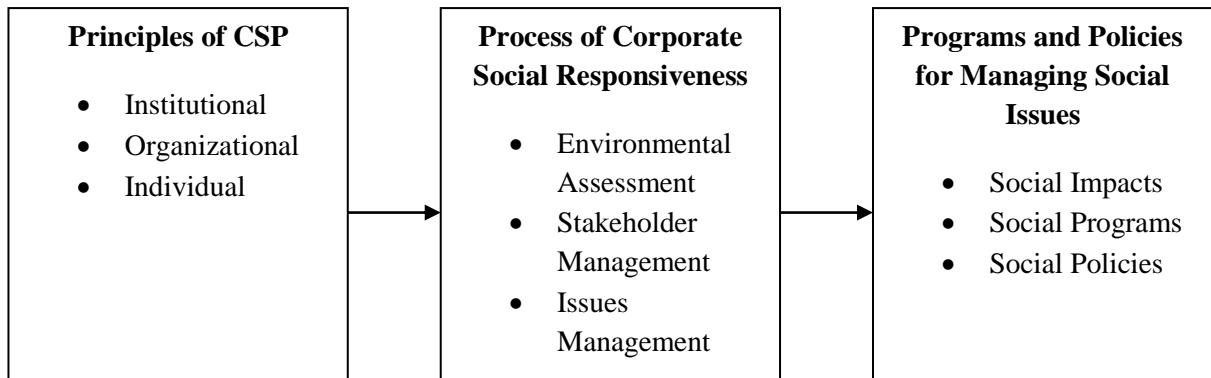 Principles of CSP
• Institutional
• Organizational
• Individual
Process of Corporate
Social Responsiveness
• Environmental
Assessment
• Stakeholder
Management
• Issues
Management
Programs and Policies
for Managing Social
Issues
• Social Impacts
• Social Programs
• Social Policies